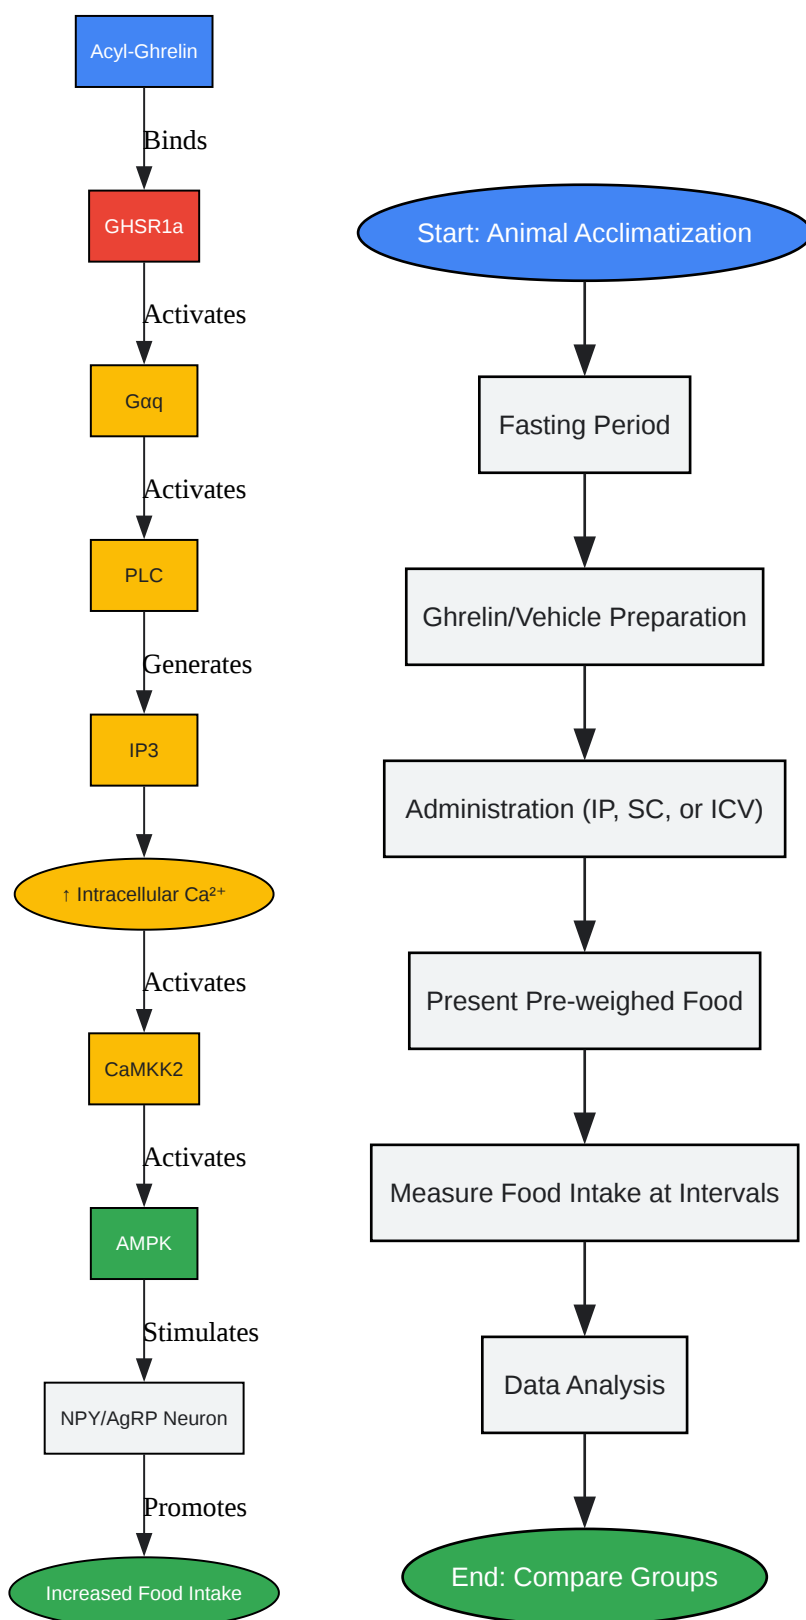 Acyl-Ghrelin
Binds
GHSR1a
Activates
Gαq
Activates
PLC
Generates
IP3
↑ Intracellular Ca²⁺
Activates
CaMKK2
Activates
AMPK
Stimulates
NPY/AgRP Neuron
Promotes
Increased Food Intake
Start: Animal Acclimatization
Fasting Period
Ghrelin/Vehicle Preparation
Administration (IP, SC, or ICV)
Present Pre-weighed Food
Measure Food Intake at Intervals
Data Analysis
End: Compare Groups